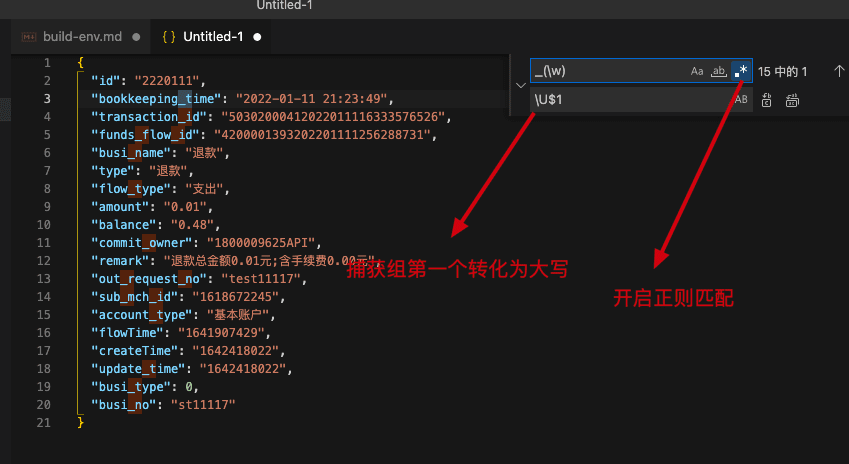 Untitled-1
build-env.md
{} Untitled-1
_(\w)
Aa
ab
.*
15 中的 1
\U$1
AB
1 {
2 "id": "2220111",
3 "bookkeeping_time": "2022-01-11 21:23:49",
4 "transaction_id": "50302000412022011116333576526",
5 "funds_flow_id": "4200001393202201111256288731",
6 "busi_name": "退款",
7 "type": "退款",
8 "flow_type": "支出",
9 "amount": "0.01",
10 "balance": "0.48",
11 "commit_owner": "1800009625API",
12 "remark": "退款总金额0.01元;含手续费0.00元",
捕获组第一个转化为大写
13 "out_request_no": "test11117",
14 "sub_mch_id": "1618672245",
开启正则匹配
15 "account_type": "基本账户",
16 "flowTime": "1641907429",
17 "createTime": "1642418022",
18 "update_time": "1642418022",
19 "busi_type": 0,
20 "busi_no": "st11117"
21 }